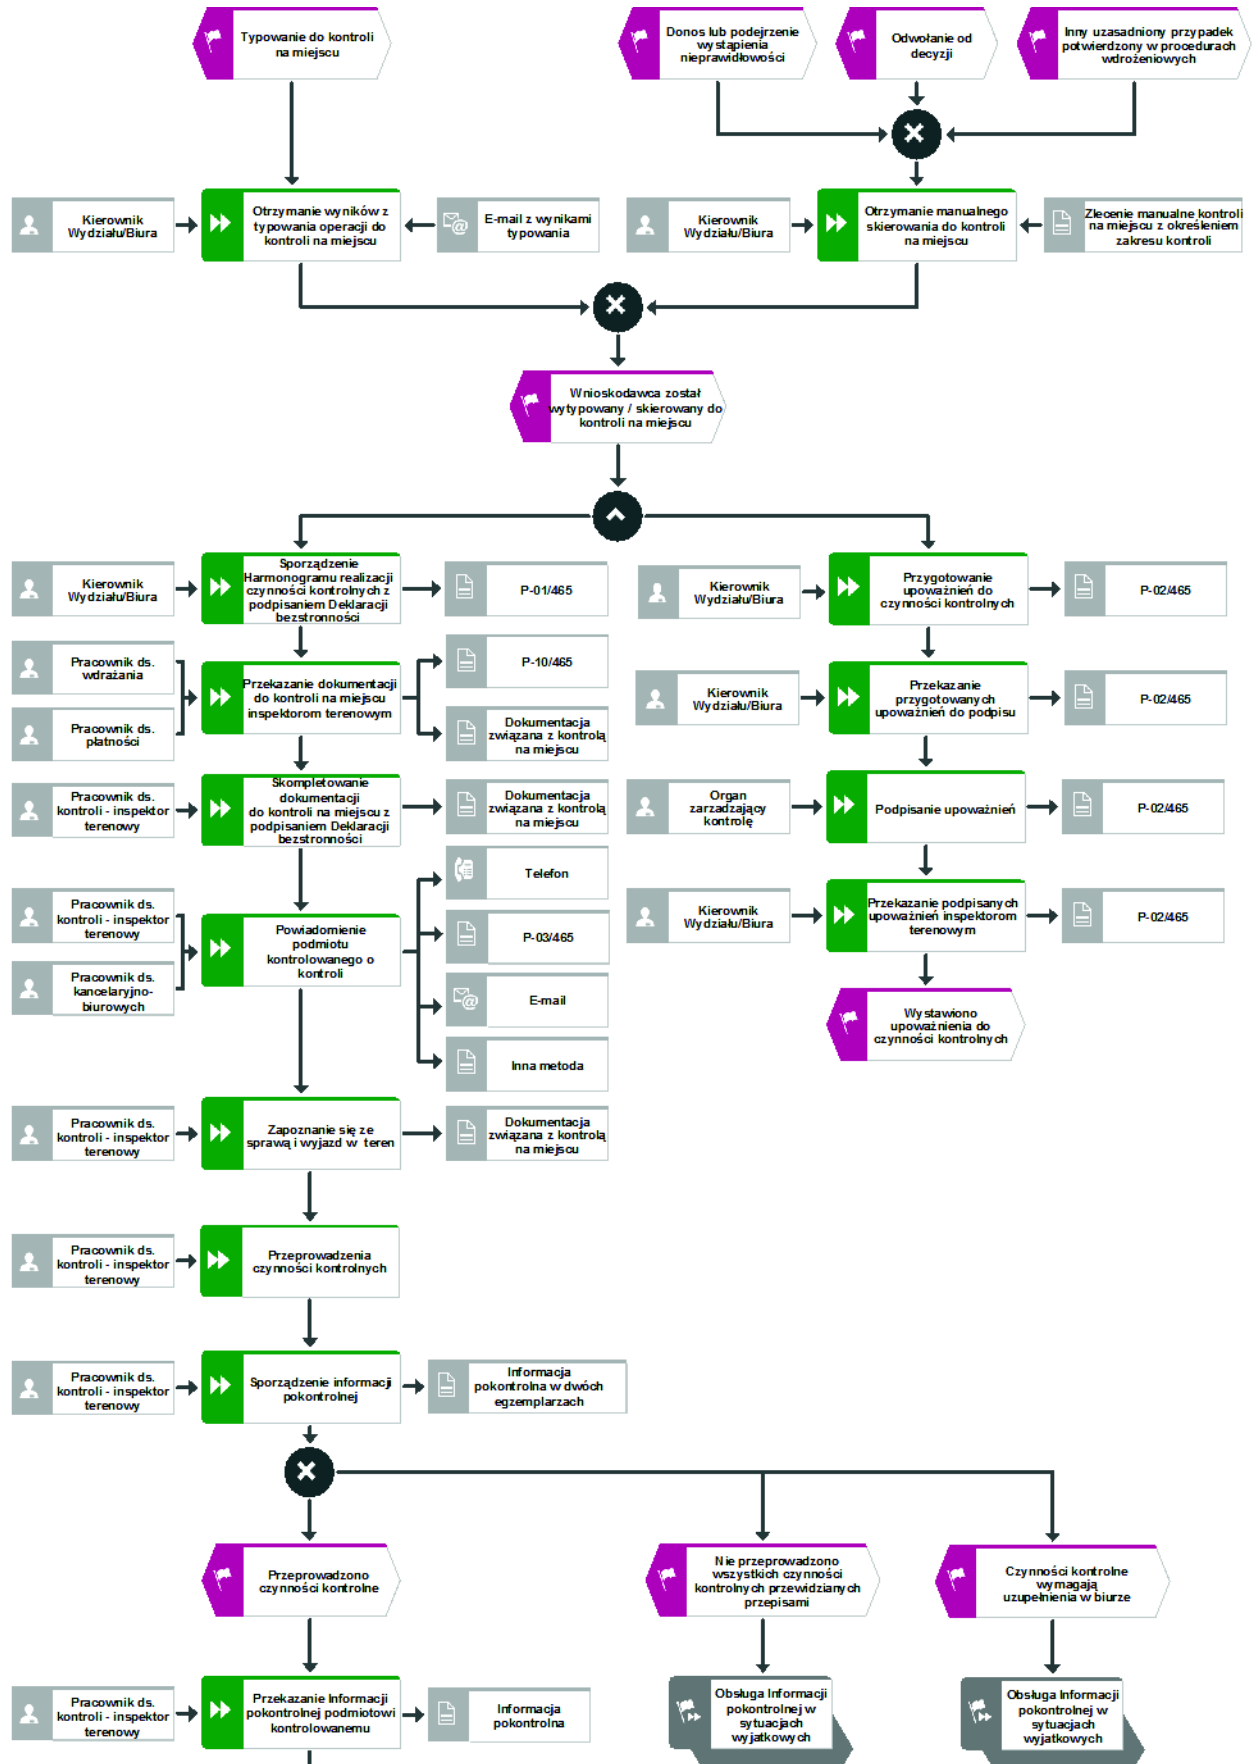 Typowanie do kontroli
na miejscu
Donos lub podejrzenie
wystąpienia
nieprawidłowości
Odwołanie od
decyzji
Inny uzasadniony przypadek
potwierdzony w procedurach
wdrożeniowych
Kierownik
Wydziału/Biura
Otrzymanie wyników z
typowania operacji do
kontroli na miejscu
E-mail z wynikami
typowania
Kierownik
Wydziału/Biura
Otrzymanie manualnego
skierowania do kontroli
na miejscu
Zlecenie manualne kontroli
na miejscu z określeniem
zakresu kontroli
Wnioskodawca został
wytypowany / skierowany do
kontroli na miejscu
Kierownik
Wydziału/Biura
Sporządzenie
Harmonogramu realizacji
czynności kontrolnych z
podpisaniem Deklaracji
bezstronności
P-01/465
Kierownik
Wydziału/Biura
Przygotowanie
upoważnień do
czynności kontrolnych
P-02/465
Pracownik ds.
wdrażania
Pracownik ds.
płatności
Przekazanie dokumentacji
do kontroli na miejscu
inspektorom terenowym
P-10/465
Dokumentacja
związana z kontrolą
na miejscu
Kierownik
Wydziału/Biura
Przekazanie
przygotowanych
upoważnień do podpisu
P-02/465
Pracownik ds.
kontroli - inspektor
terenowy
Skompletowanie
dokumentacji
do kontroli na miejscu z
podpisaniem Deklaracji
bezstronności
Dokumentacja
związana z kontrolą
na miejscu
Organ
zarzadzający
kontrolę
Podpisanie upoważnień
P-02/465
Pracownik ds.
kontroli - inspektor
terenowy
Pracownik ds.
kancelaryjno-
biurowych
Powiadomienie
podmiotu
kontrolowanego o
kontroli
Telefon
P-03/465
E-mail
Inna metoda
Kierownik
Wydziału/Biura
Przekazanie podpisanych
upoważnień inspektorom
terenowym
P-02/465
Wystawiono
upoważnienia do
czynności kontrolnych
Pracownik ds.
kontroli - inspektor
terenowy
Zapoznanie się ze
sprawą i wyjazd w teren
Dokumentacja
związana z kontrolą
na miejscu
Pracownik ds.
kontroli - inspektor
terenowy
Przeprowadzenia
czynności kontrolnych
Pracownik ds.
kontroli - inspektor
terenowy
Sporządzenie informacji
pokontrolnej
Informacja
pokontrolna w dwóch
egzemplarzach
Przeprowadzono
czynności kontrolne
Nie przeprowadzono
wszystkich czynności
kontrolnych przewidzianych
przepisami
Czynności kontrolne
wymagają
uzupełnienia w biurze
Pracownik ds.
kontroli - inspektor
terenowy
Przekazanie Informacji
pokontrolnej podmiotowi
kontrolowanemu
Informacja
pokontrolna
Obsługa Informacji
pokontrolnej w
sytuacjach
wyjatkowych
Obsługa Informacji
pokontrolnej w
sytuacjach
wyjatkowych